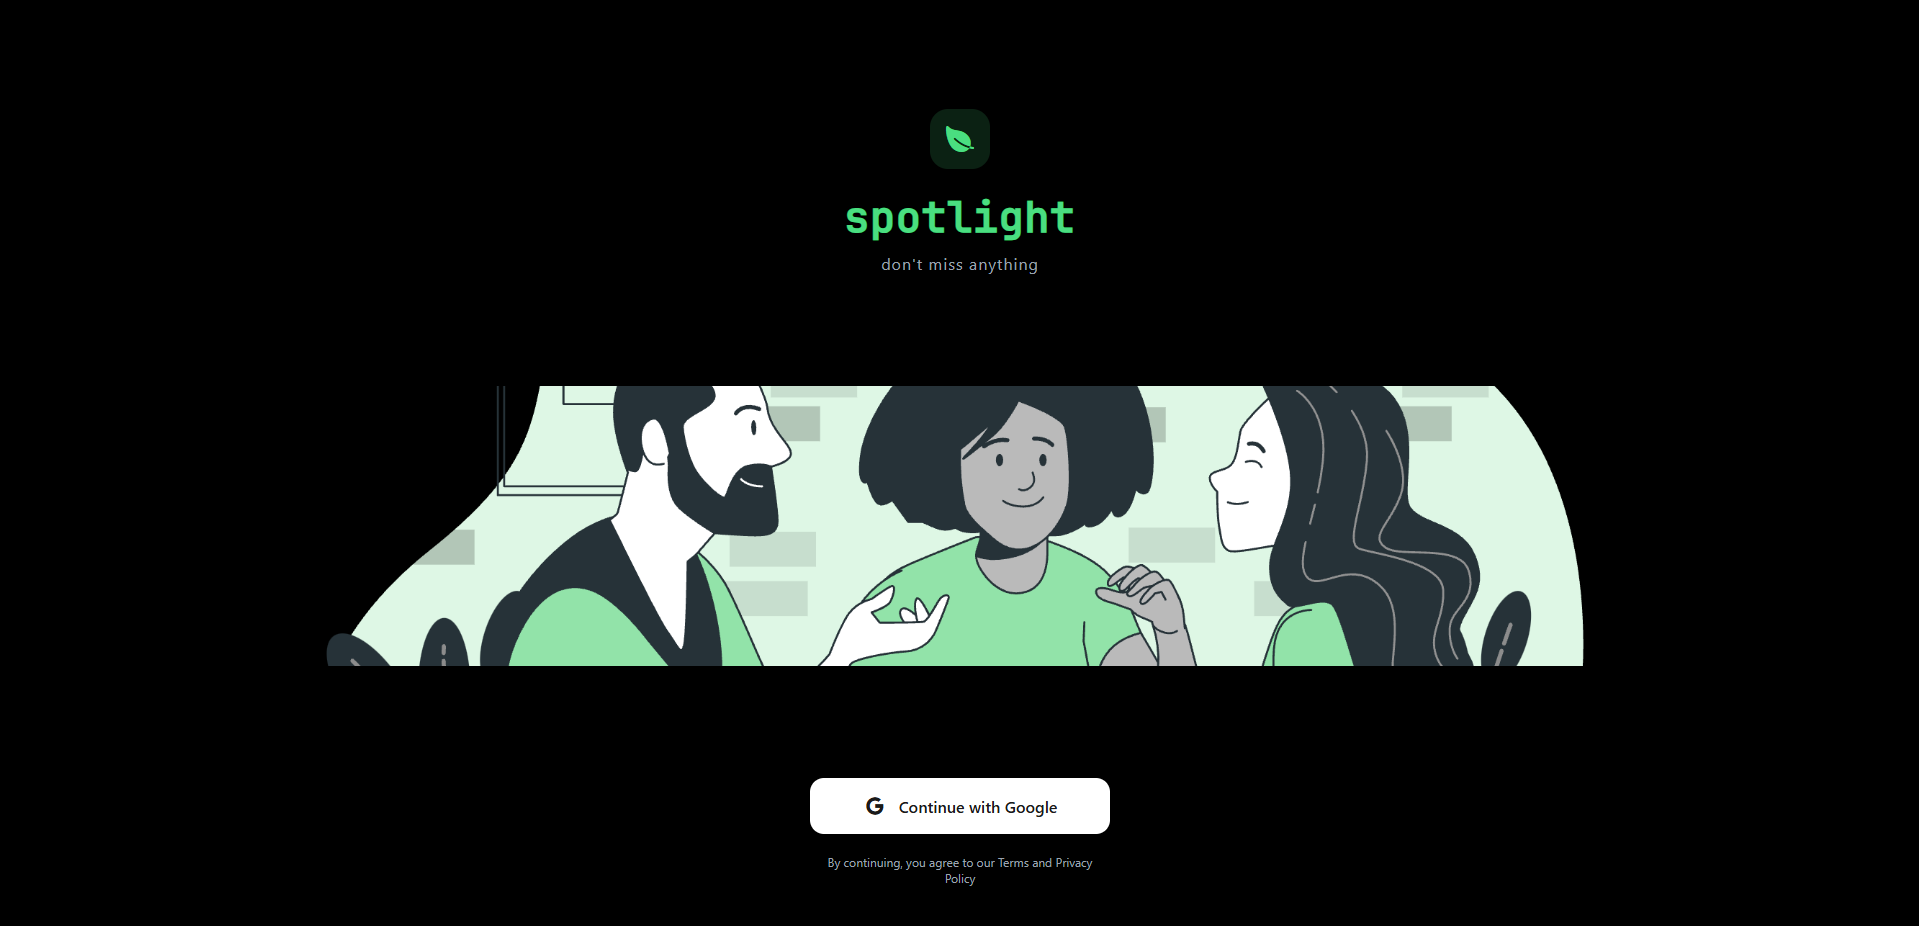 spotlight
don't miss anything
Continue with Google
By continuing, you agree to our Terms and Privacy
Policy